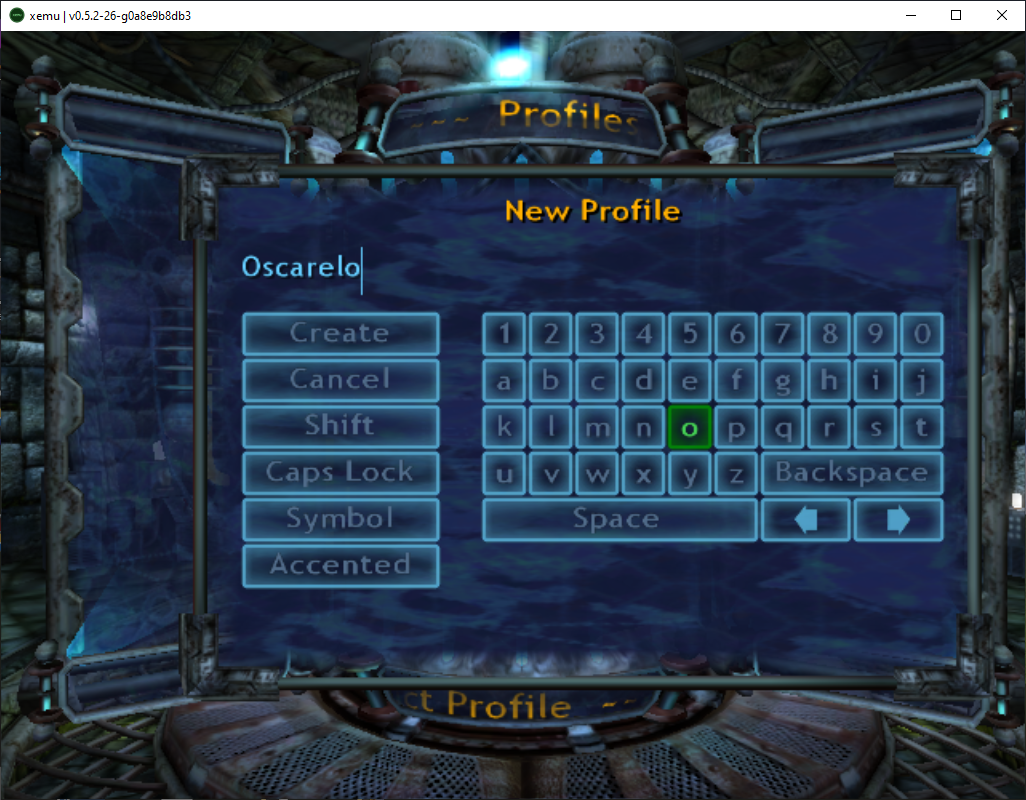 xemu | v0.5.2-26-g0a8e9b8db3
~ ~ ~ Profiles
New Profile
Oscarelo
Create 1 2 3 4 5 6 7 8 9 0
Cancel a b c d e f g h i j
Shift k l m n o p q r s t
Caps Lock u v w x y z Backspace
Symbol Space
Accented
ct Profile ~ ~